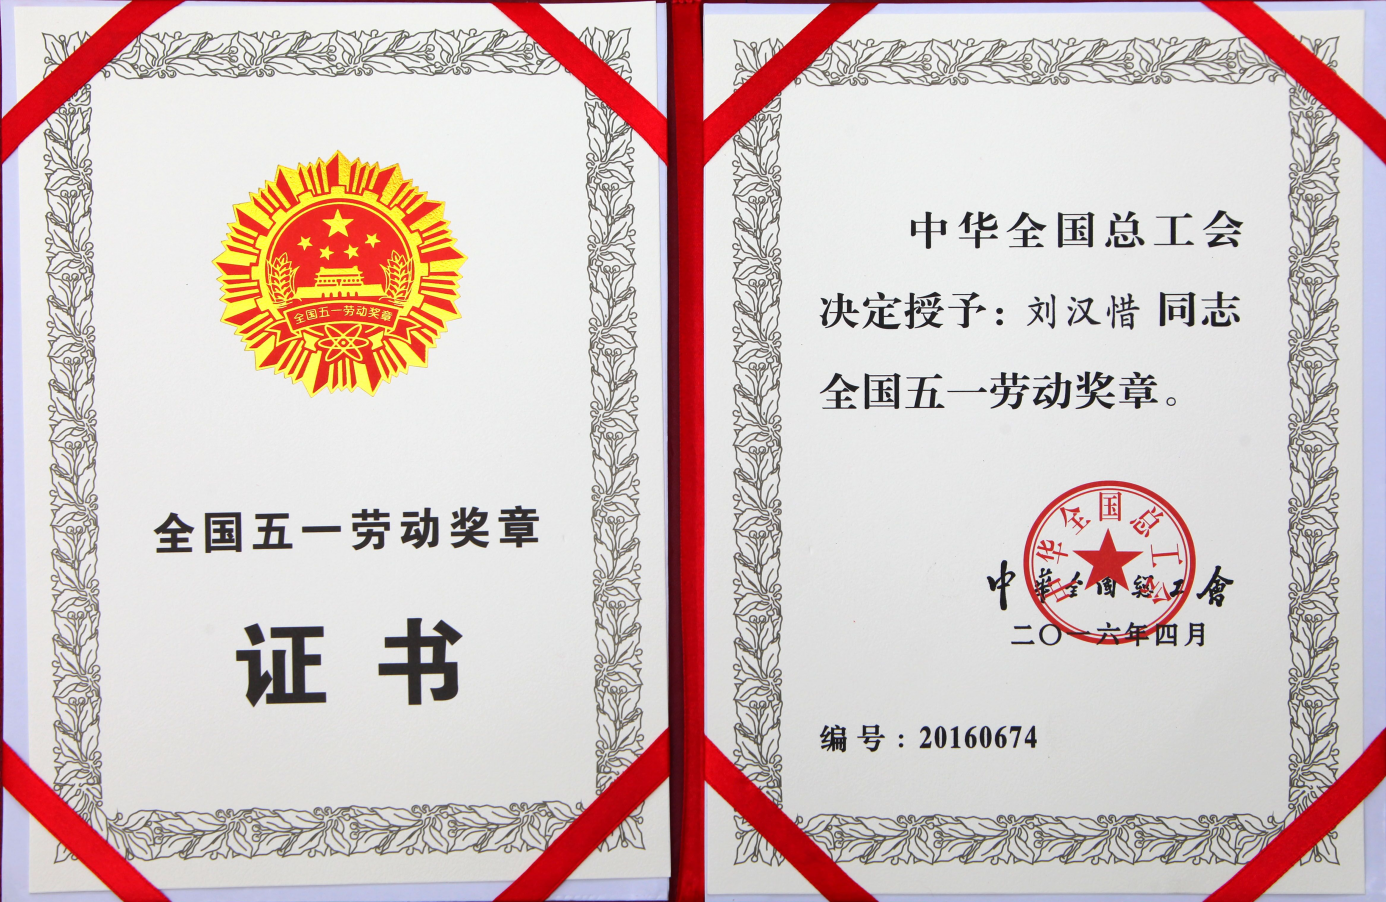 全国五一劳动奖章
全国五一劳动奖章
证书
中华全国总工会
决定授予：刘汉惜 同志
全国五一劳动奖章。
中华全国总工会
中華全国總工會
二〇一六年四月
编号：20160674